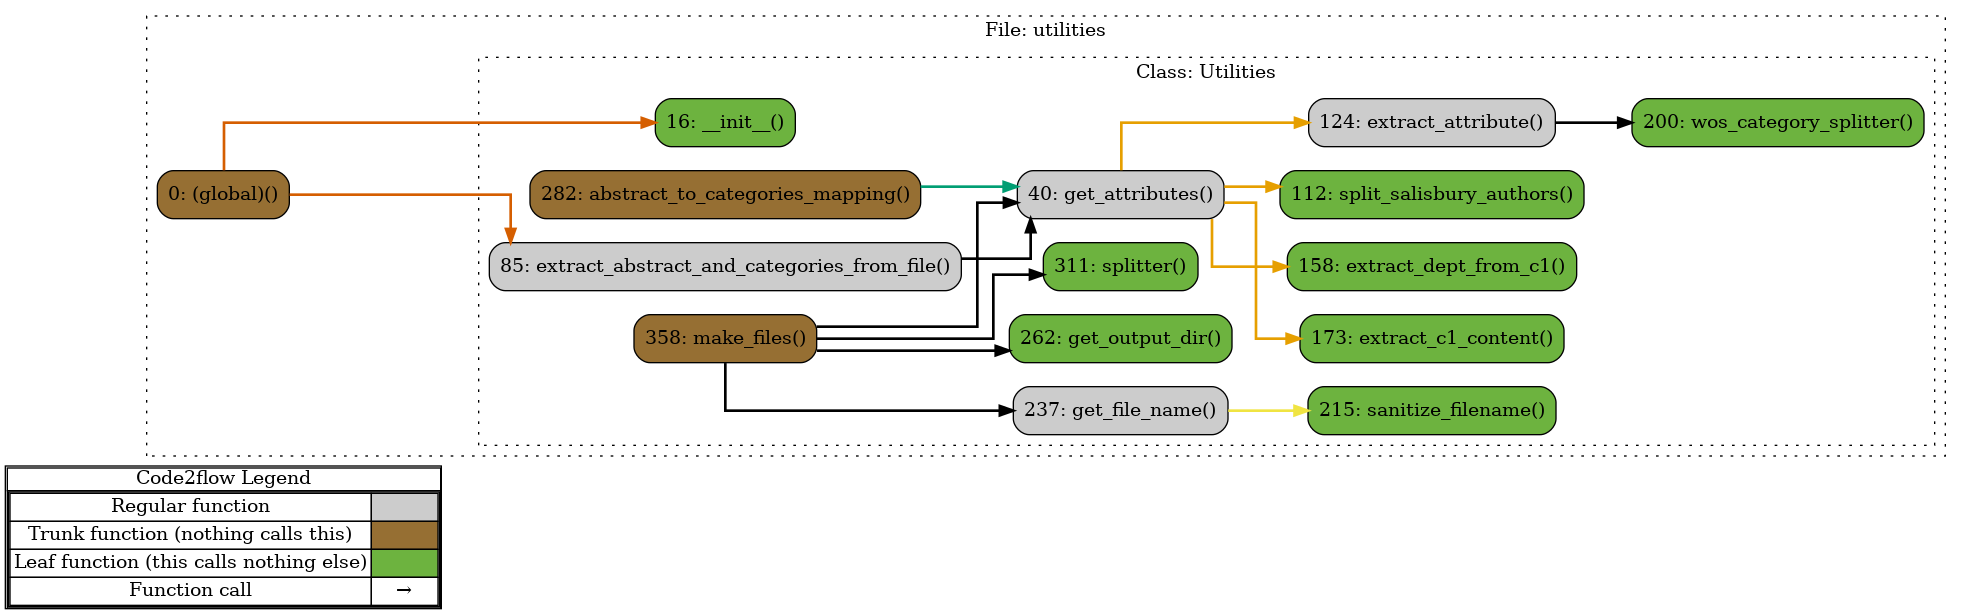 File: utilities
Class: Utilities
16: __init__()
124: extract_attribute()
200: wos_category_splitter()
0: (global)()
282: abstract_to_categories_mapping()
40: get_attributes()
112: split_salisbury_authors()
85: extract_abstract_and_categories_from_file()
311: splitter()
158: extract_dept_from_c1()
358: make_files()
262: get_output_dir()
173: extract_c1_content()
237: get_file_name()
215: sanitize_filename()
Code2flow Legend
Regular function
Trunk function (nothing calls this)
Leaf function (this calls nothing else)
Function call →